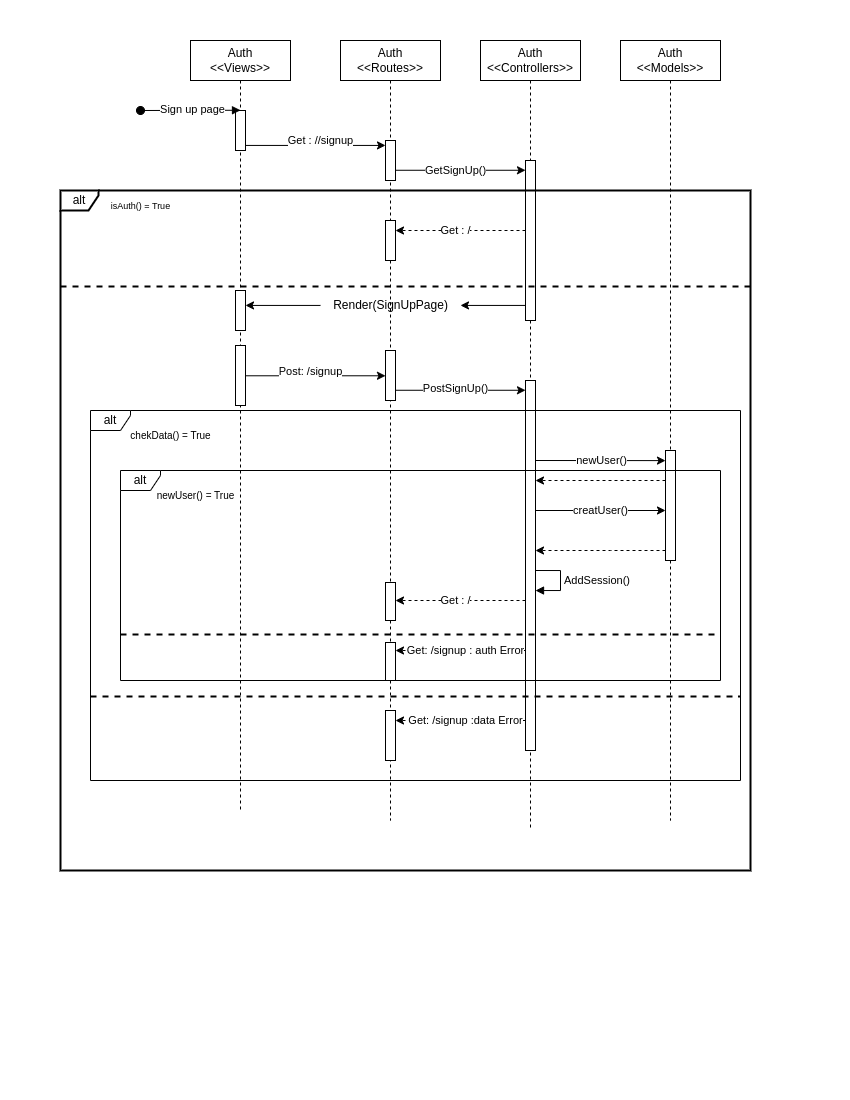 Auth
<<Views>>
Auth
<<Routes>>
Auth
<<Controllers>>
Auth
<<Models>>
Sign up page
Get : //signup
GetSignUp()
alt
isAuth() = True
Get : /
Render(SignUpPage)
Post: /signup
PostSignUp()
alt
chekData() = True
newUser()
alt
newUser() = True
creatUser()
AddSession()
Get : /
Get: /signup : auth Error
Get: /signup :data Error